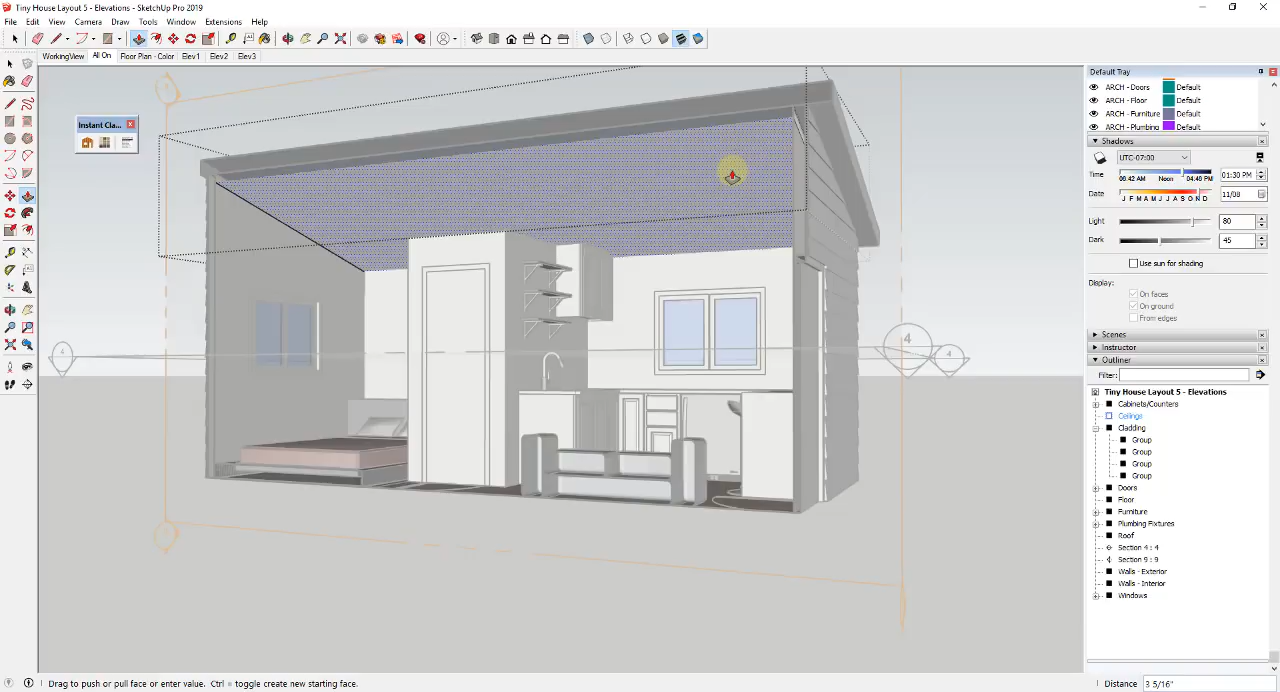 Tiny House Layout 5 - Elevations - SketchUp Pro 2019
File Edit View Camera Draw Tools Window Extensions Help
WorkingView All On Floor Plan - Color Elev1 Elev2 Elev3
Instant Cla...
4
4
4
Default Tray
ARCH - Doors Default
ARCH - Floor Default
ARCH - Furniture Default
ARCH - Plumbing Default
Shadows
UTC-07:00
Time 06:42 AM Noon 04:46 PM 01:30 PM
Date J F M A M J J A S O N D 11/08
Light 80
Dark 45
Use sun for shading
Display:
On faces
On ground
From edges
Scenes
Instructor
Outliner
Filter:
Tiny House Layout 5 - Elevations
Cabinets/Counters
Ceilings
Cladding
Group
Group
Group
Group
Doors
Floor
Furniture
Plumbing Fixtures
Roof
Section 4 : 4
Section 9 : 9
Walls - Exterior
Walls - Interior
Windows
Drag to push or pull face or enter value. Ctrl = toggle create new starting face.
Distance 3 5/16"